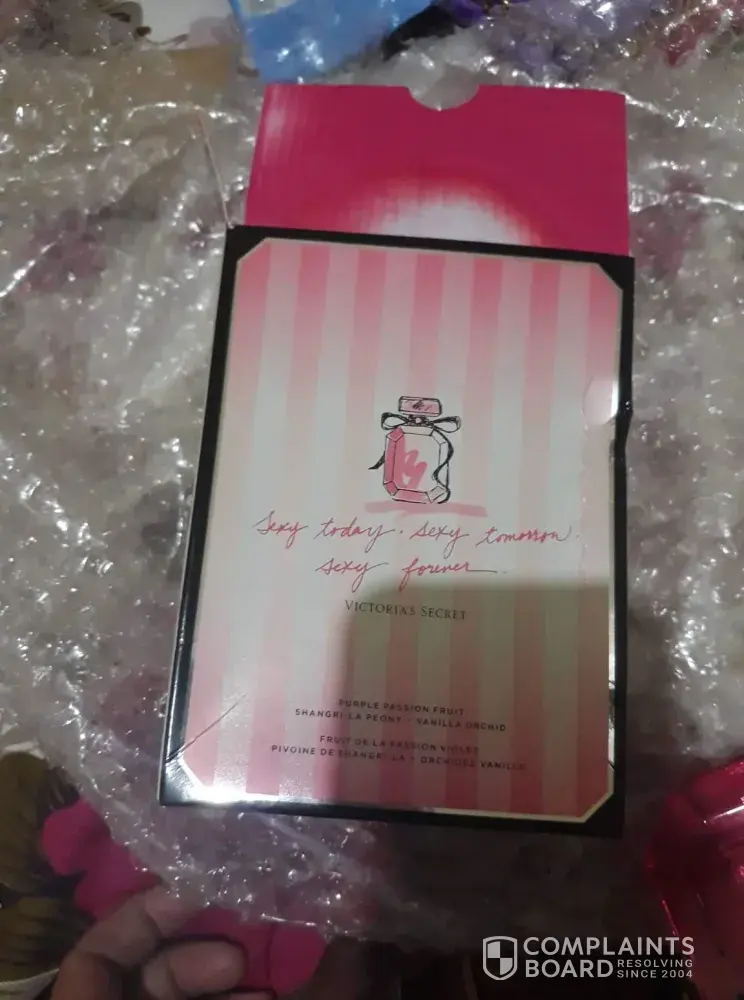 Sexy today. Sexy tomorrow.
Sexy forever.
VICTORIA'S SECRET
PURPLE PASSION FRUIT
SHANGRI-LA PEONY • VANILLA ORCHID
FRUIT DE LA PASSION VIOLET
PIVOINE DE SHANGRI-LA • ORCHIDÉE VANILLE
COMPLAINTS
BOARD RESOLVING
SINCE 2004